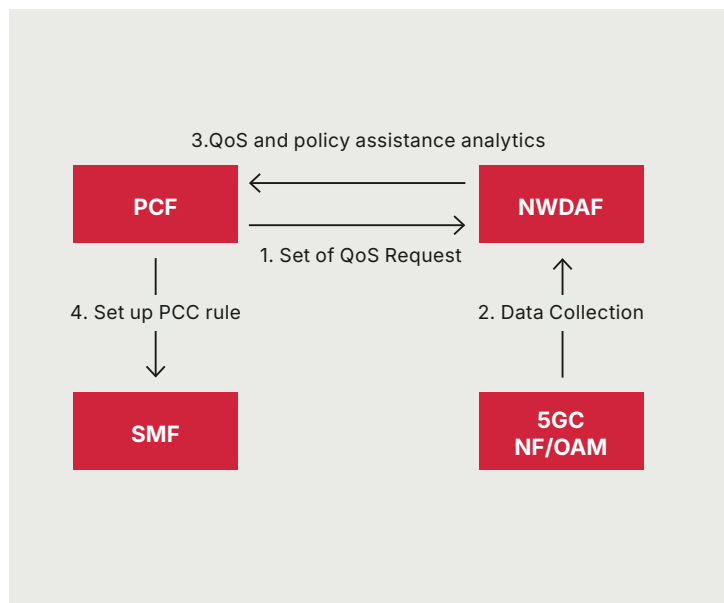 3.QoS and policy assistance analytics
PCF
NWDAF
1. Set of QoS Request
4. Set up PCC rule
2. Data Collection
SMF
5GC
NF/OAM